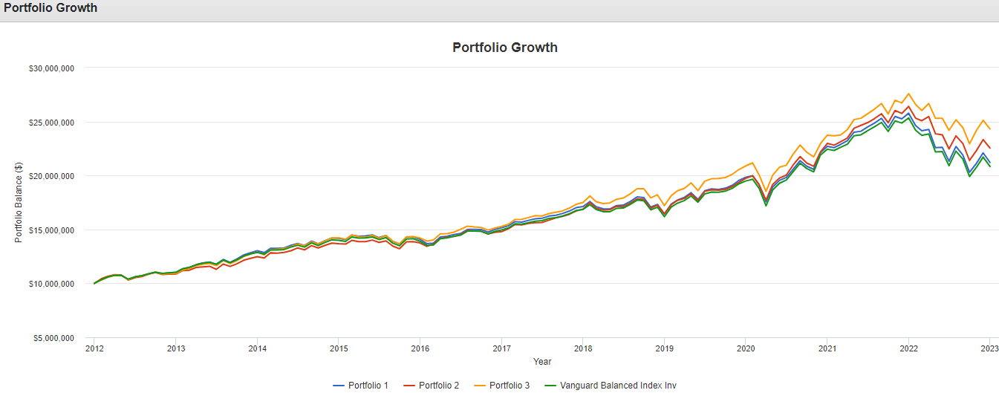 Portfolio Growth
Portfolio Growth
$30,000,000
$25,000,000
$20,000,000
$15,000,000
$10,000,000
$5,000,000
Portfolio Balance ($)
2012 2013 2014 2015 2016 2017 2018 2019 2020 2021 2022 2023
Year
Portfolio 1 Portfolio 2 Portfolio 3 Vanguard Balanced Index Inv